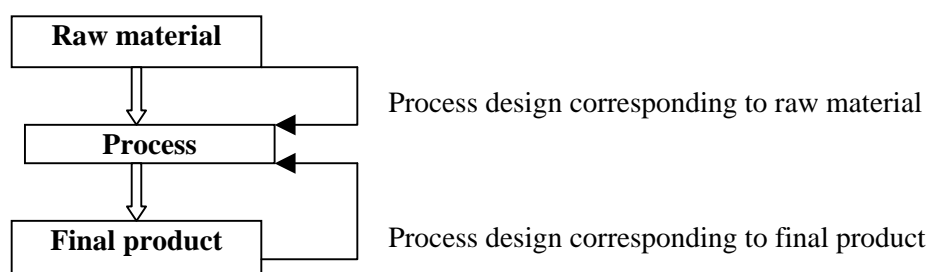 Raw material
Process design corresponding to raw material
Process
Final product
Process design corresponding to final product